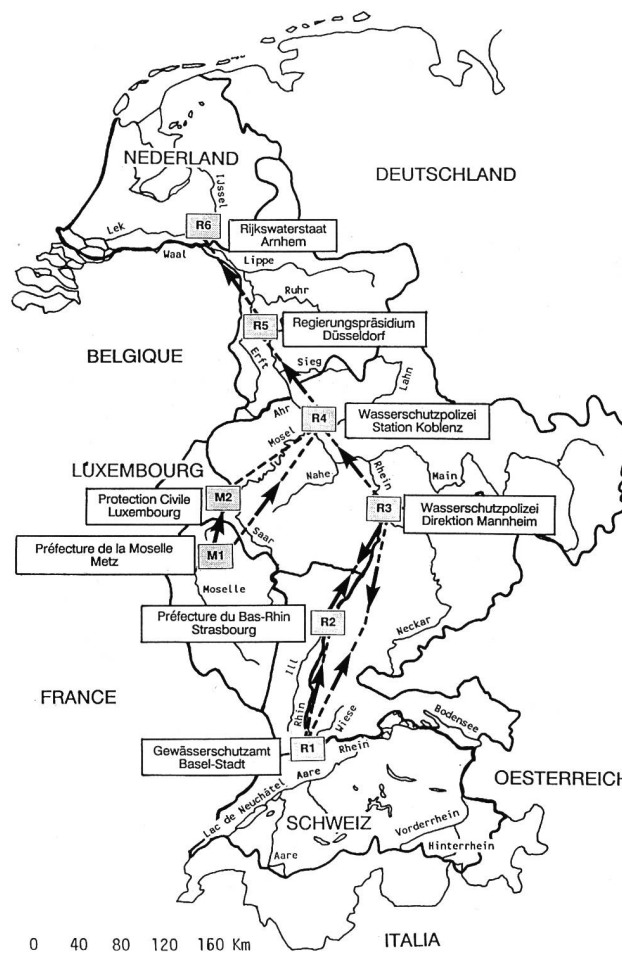 NEDERLAND
DEUTSCHLAND
IJssel
R6
Rijkswaterstaat
Arnhem
Lek
Waal
Lippe
Ruhr
R5
Regierungspräsidium
Düsseldorf
BELGIQUE
Erft
Sieg
Lahn
Ahr
R4
Wasserschutzpolizei
Station Koblenz
Mosel
LUXEMBOURG
Nahe
Rhein
Main
Protection Civile
Luxembourg
M2
R3
Wasserschutzpolizei
Direktion Mannheim
Saar
Préfecture de la Moselle
Metz
M1
Moselle
Préfecture du Bas-Rhin
Strasbourg
R2
Neckar
Ill
FRANCE
Rhin
Wiese
Bodensee
Gewässerschutzamt
Basel-Stadt
R1
Rhein
Aare
OESTERREICH
Lac de Neuchâtel
SCHWEIZ
Vorderrhein
Hinterrhein
Aare
0 40 80 120 160 Km
ITALIA